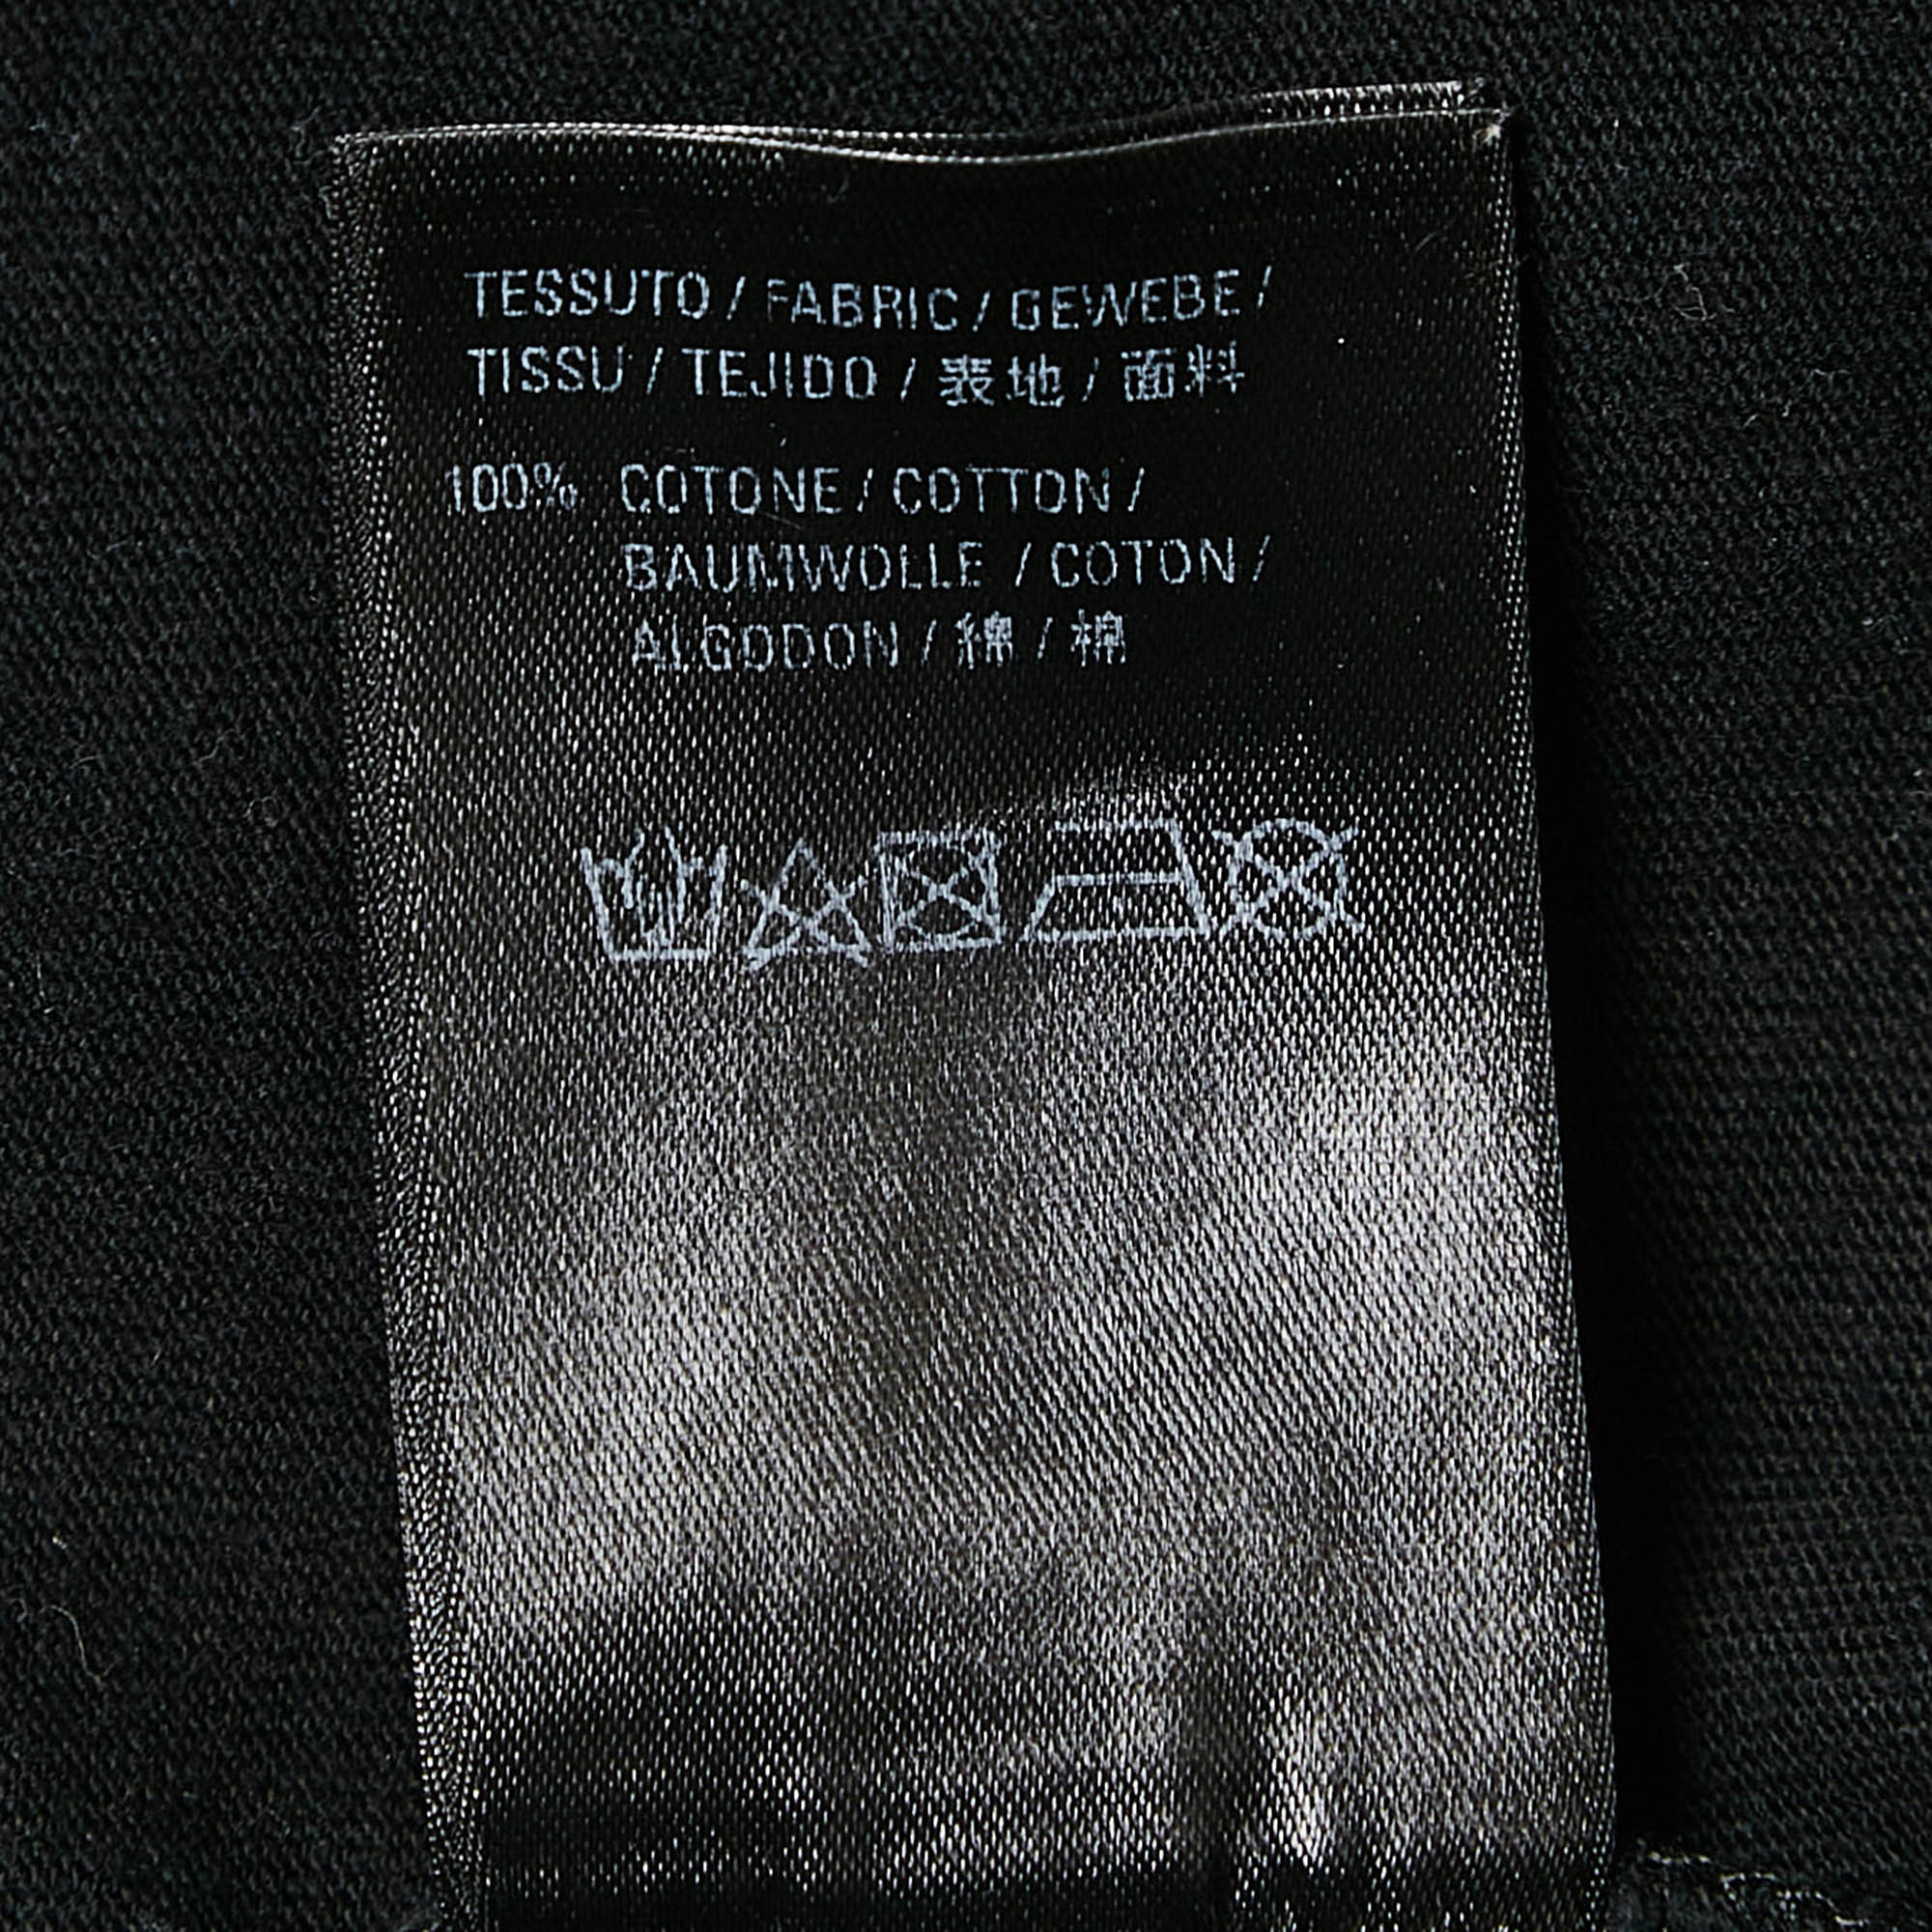 TESSUTO / FABRIC / GEWEBE /
TISSU / TEJIDO / 表地 / 面料
100% COTONE / COTTON /
BAUMWOLLE / COTON /
ALGODON / 綿 / 棉